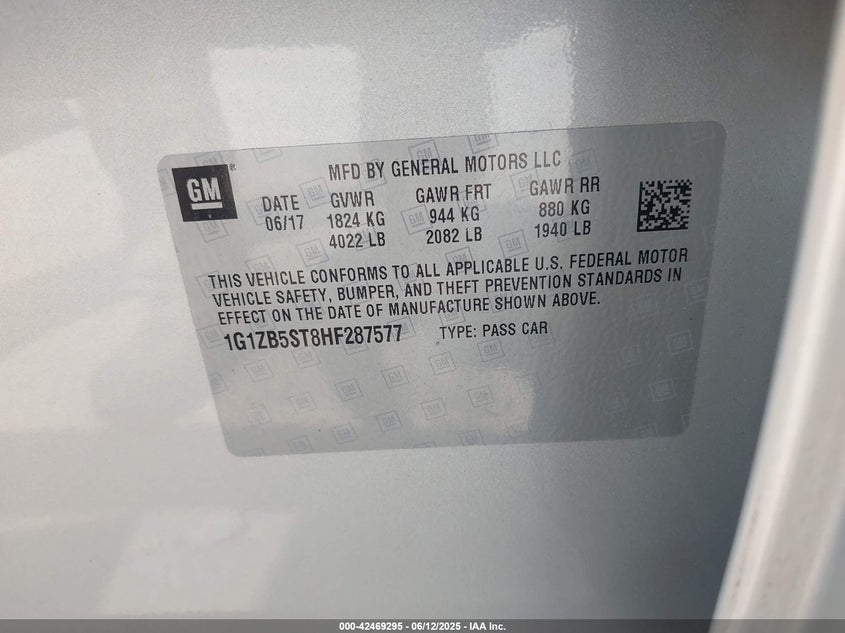 GM
MFD BY GENERAL MOTORS LLC
DATE GVWR GAWR FRT GAWR RR
06/17 1824 KG 944 KG 880 KG
4022 LB 2082 LB 1940 LB
THIS VEHICLE CONFORMS TO ALL APPLICABLE U.S. FEDERAL MOTOR
VEHICLE SAFETY, BUMPER, AND THEFT PREVENTION STANDARDS IN
EFFECT ON THE DATE OF MANUFACTURE SHOWN ABOVE.
1G1ZB5ST8HF287577 TYPE: PASS CAR
000-42469295 - 06/12/2025 - IAA Inc.